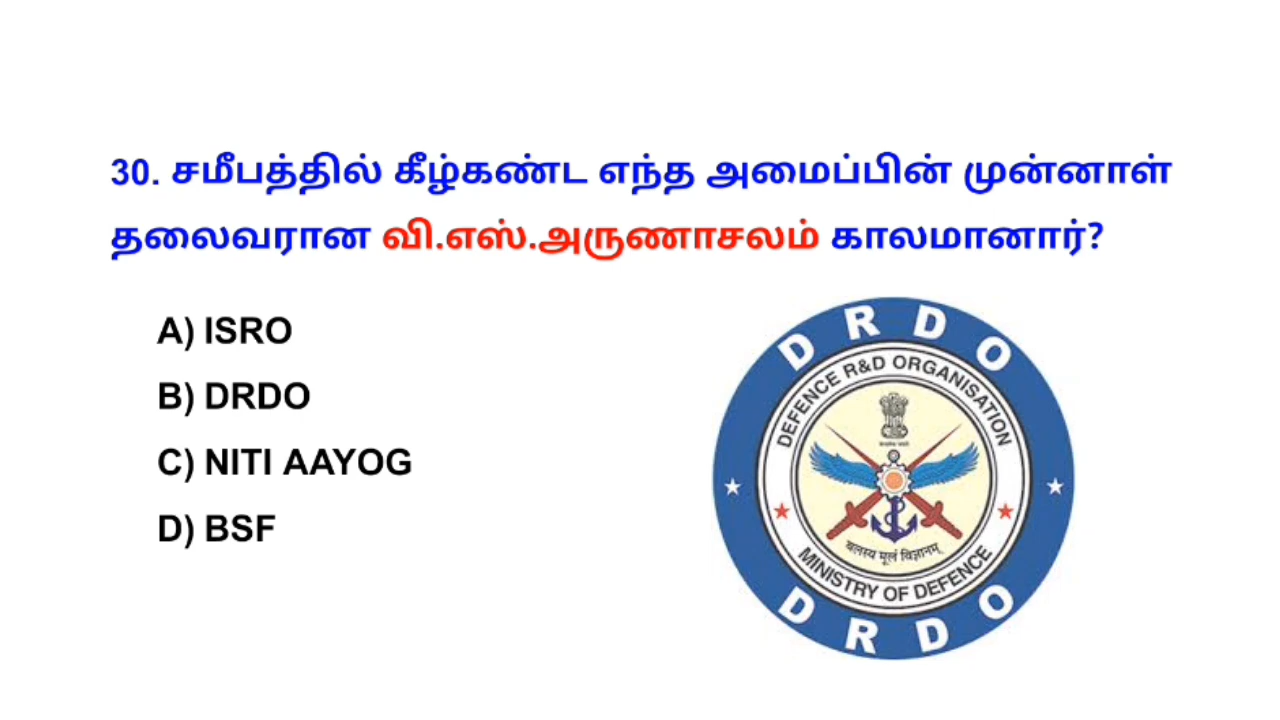 30. சமீபத்தில் கீழ்கண்ட எந்த அமைப்பின் முன்னாள்
தலைவரான வி.எஸ்.அருணாசலம் காலமானார்?
A) ISRO
B) DRDO
C) NITI AAYOG
D) BSF
DRDO
DEFENCE R&D ORGANISATION
बलस्य मूलं विज्ञानम्
MINISTRY OF DEFENCE
DRDO